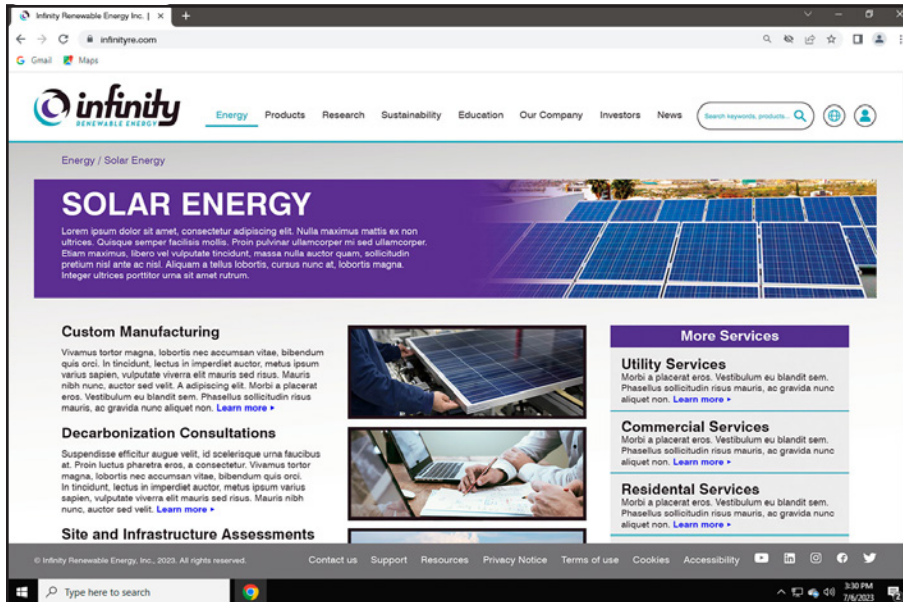 Infinity Renewable Energy Inc. |
infinityre.com
Gmail Maps
infinity
RENEWABLE ENERGY
Energy Products Research Sustainability Education Our Company Investors News Search keywords, products...
Energy / Solar Energy
SOLAR ENERGY
Lorem ipsum dolor sit amet, consectetur adipiscing elit. Nulla maximus mattis ex non
ultrices. Quisque semper facilisis mollis. Proin pulvinar ullamcorper mi sed ullamcorper.
Etiam maximus, libero vel vulputate tincidunt, massa nulla auctor quam, sollicitudin
pretium nisl ante ac nisl. Aliquam a tellus lobortis, cursus nunc at, lobortis magna.
Integer ultrices porttitor urna sit amet rutrum.
Custom Manufacturing
Vivamus tortor magna, lobortis nec accumsan vitae, bibendum
quis orci. In tincidunt, lectus in imperdiet auctor, metus ipsum
varius sapien, vulputate viverra elit mauris sed risus. Mauris
nibh nunc, auctor sed velit. A adipiscing elit. Morbi a placerat
eros. Vestibulum eu blandit sem. Phasellus sollicitudin risus
mauris, ac gravida nunc aliquet non. Learn more ▸
Decarbonization Consultations
Suspendisse efficitur augue velit, id scelerisque urna faucibus
at. Proin luctus pharetra eros, a consectetur. Vivamus tortor
magna, lobortis nec accumsan vitae, bibendum quis orci.
In tincidunt, lectus in imperdiet auctor, metus ipsum varius
sapien, vulputate viverra elit mauris sed risus. Mauris nibh
nunc, auctor sed velit. Learn more ▸
Site and Infrastructure Assessments
More Services
Utility Services
Morbi a placerat eros. Vestibulum eu blandit sem.
Phasellus sollicitudin risus mauris, ac gravida nunc
aliquet non. Learn more ▸
Commercial Services
Morbi a placerat eros. Vestibulum eu blandit sem.
Phasellus sollicitudin risus mauris, ac gravida nunc
aliquet non. Learn more ▸
Residental Services
Morbi a placerat eros. Vestibulum eu blandit sem.
Phasellus sollicitudin risus mauris, ac gravida nunc
aliquet non. Learn more ▸
© Infinity Renewable Energy, Inc., 2023. All rights reserved. Contact us Support Resources Privacy Notice Terms of use Cookies Accessibility
Type here to search
3:30 PM
7/6/2023
2